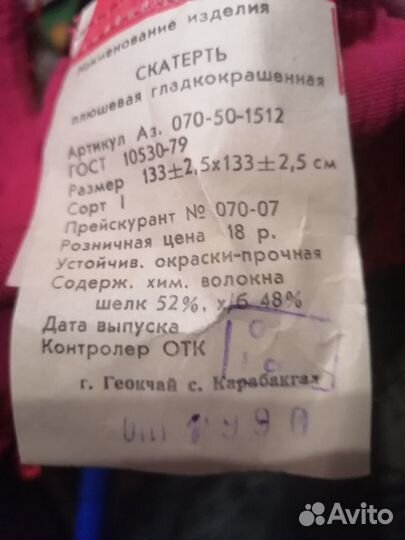 Наименование изделия
СКАТЕРТЬ
плюшевая гладкокрашенная
Артикул Аз. 070-50-1512
ГОСТ 10530-79
Размер 133±2,5х133±2,5 см
Сорт I
Прейскурант № 070-07
Розничная цена 18 р.
Устойчив. окраски-прочная
Содерж. хим. волокна
шелк 52%, х/б 48%
Дата выпуска
Контролер ОТК
г. Геокчай с.
Avito